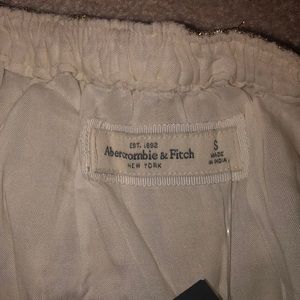 EST. 1892
Abercrombie & Fitch
NEW YORK
S
MADE
IN INDIA